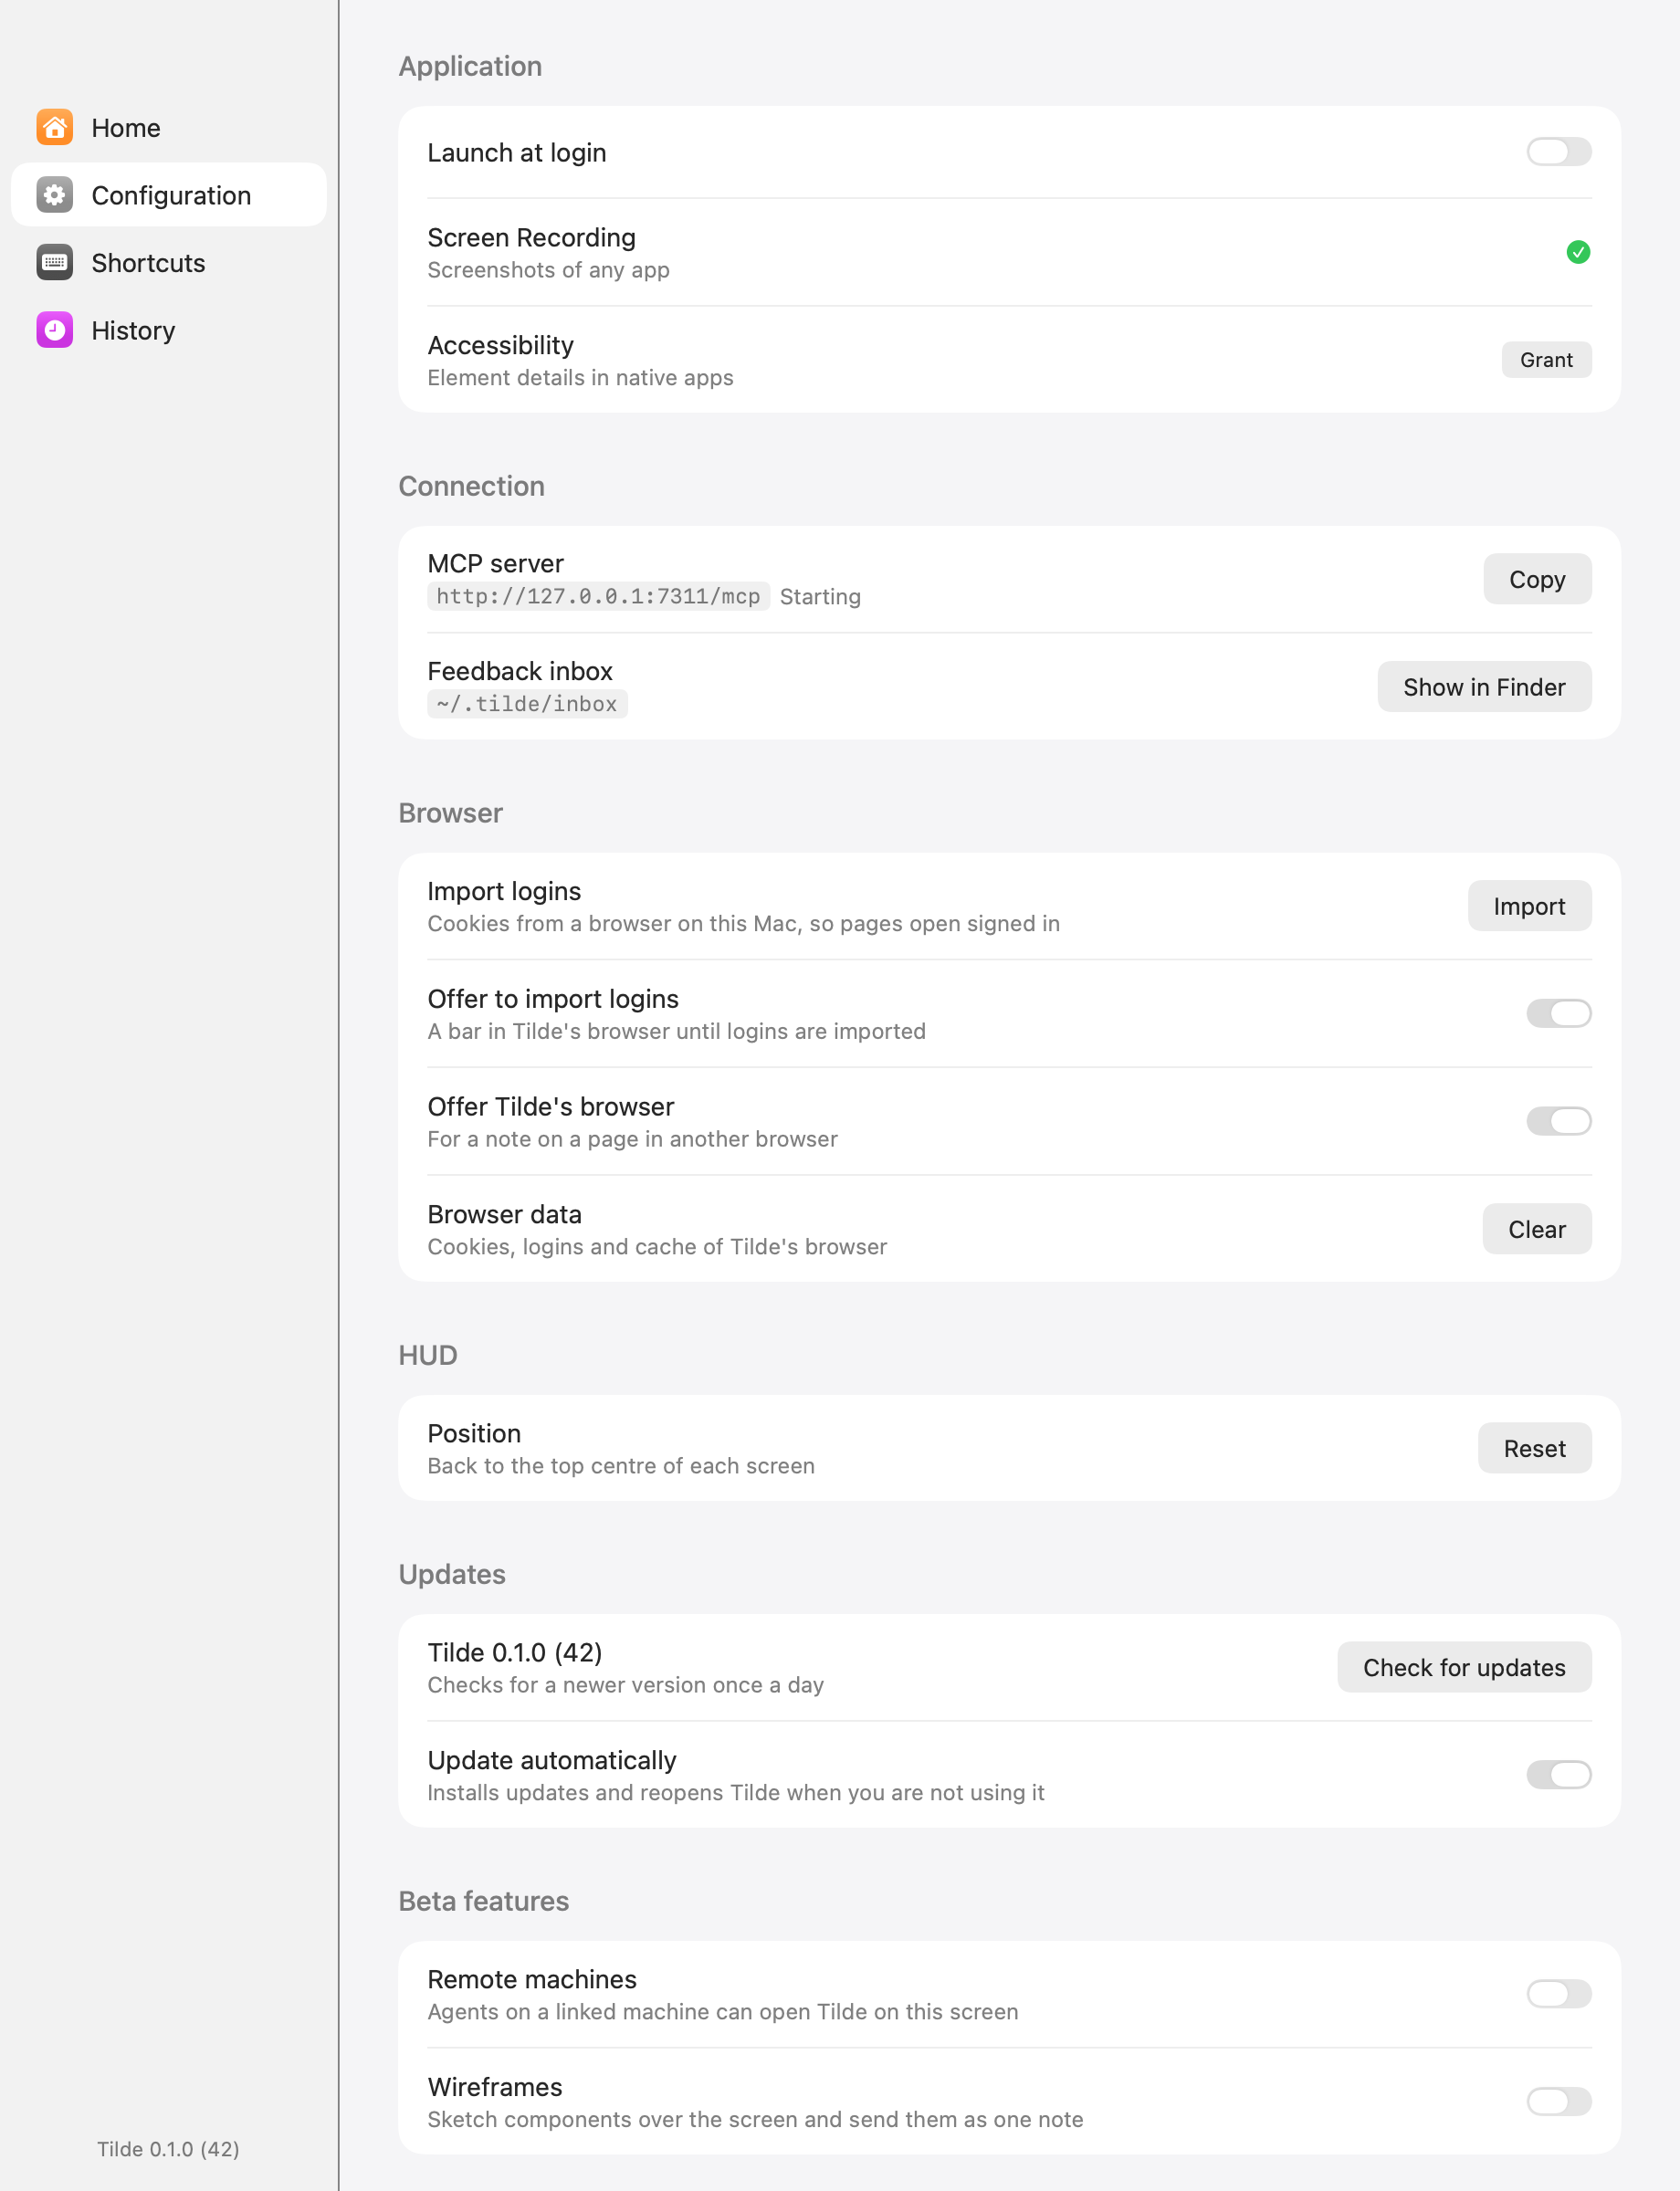 Home
Configuration
Shortcuts
History
Tilde 0.1.0 (42)
Application
Launch at login
Screen Recording
Screenshots of any app
Accessibility
Element details in native apps
Grant
Connection
MCP server
http://127.0.0.1:7311/mcp Starting
Copy
Feedback inbox
~/.tilde/inbox
Show in Finder
Browser
Import logins
Cookies from a browser on this Mac, so pages open signed in
Import
Offer to import logins
A bar in Tilde's browser until logins are imported
Offer Tilde's browser
For a note on a page in another browser
Browser data
Cookies, logins and cache of Tilde's browser
Clear
HUD
Position
Back to the top centre of each screen
Reset
Updates
Tilde 0.1.0 (42)
Checks for a newer version once a day
Check for updates
Update automatically
Installs updates and reopens Tilde when you are not using it
Beta features
Remote machines
Agents on a linked machine can open Tilde on this screen
Wireframes
Sketch components over the screen and send them as one note